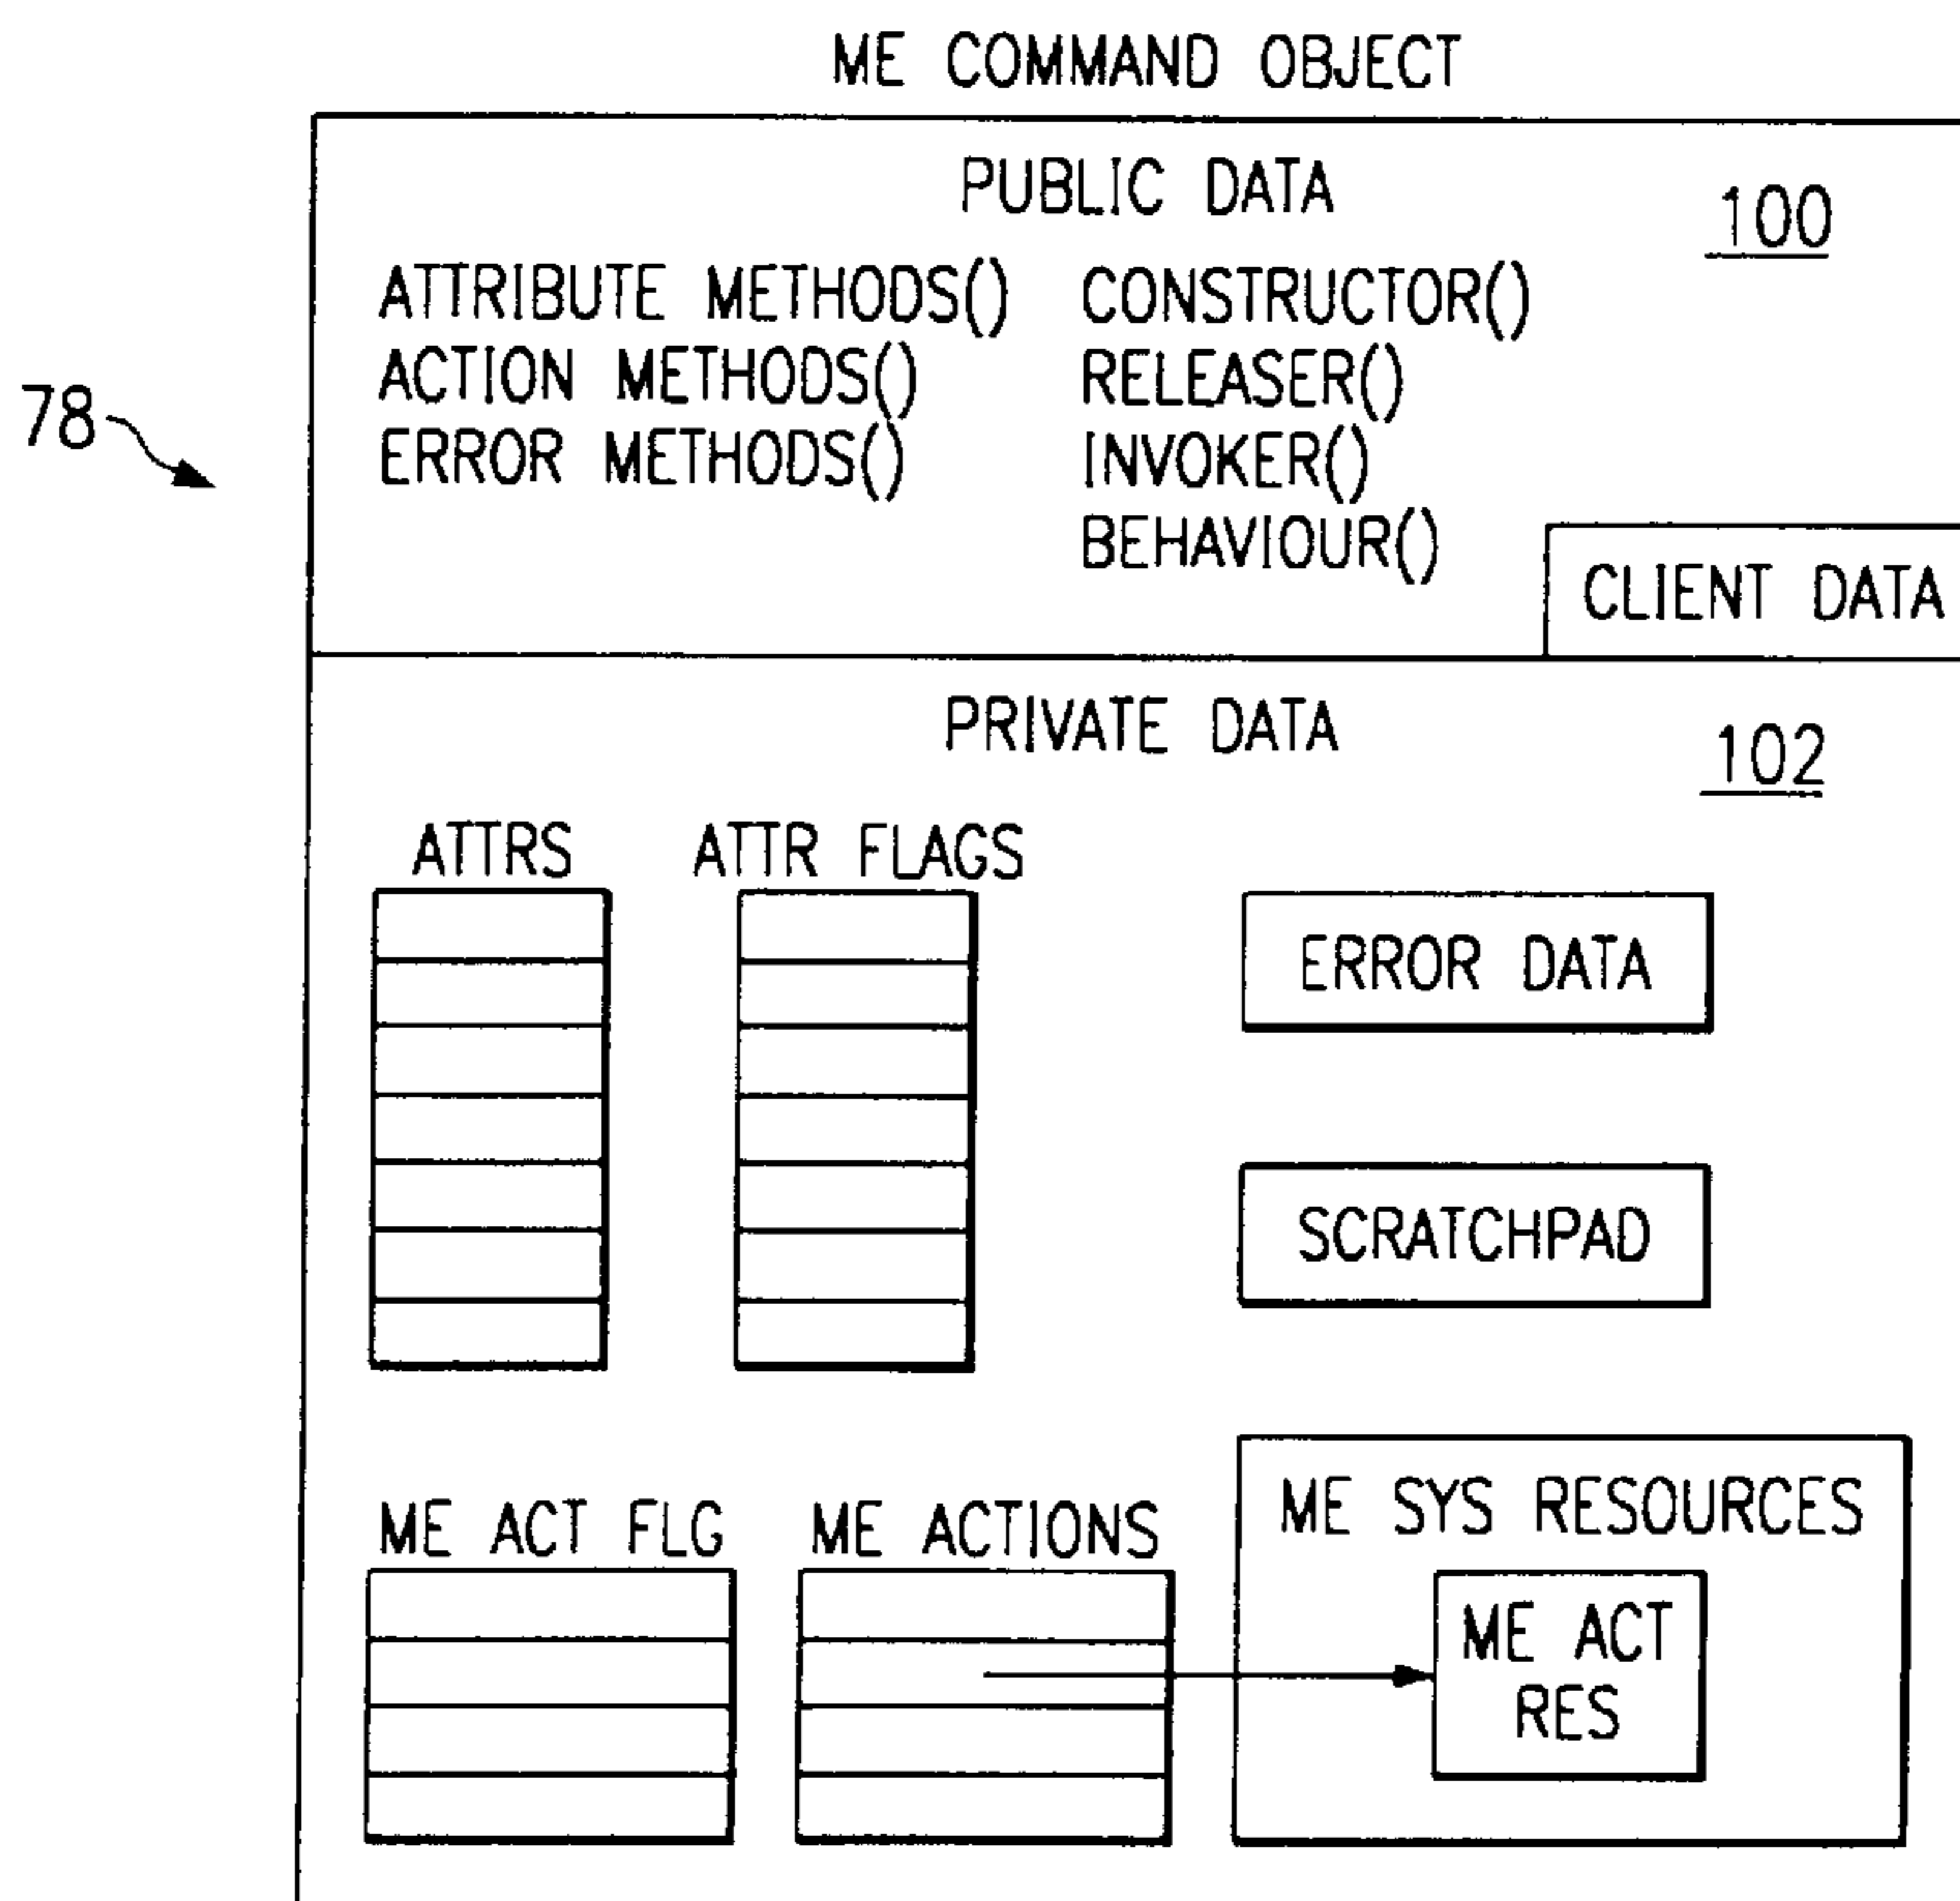 ME COMMAND OBJECT
PUBLIC DATA
100
ATTRIBUTE METHODS() CONSTRUCTOR()
ACTION METHODS() RELEASER()
78
ERROR METHODS() INVOKER()
BEHAVIOUR()
CLIENT DATA
PRIVATE DATA
102
ATTRS ATTR FLAGS
ERROR DATA
SCRATCHPAD
ME ACT FLG ME ACTIONS
ME SYS RESOURCES
ME ACT
RES